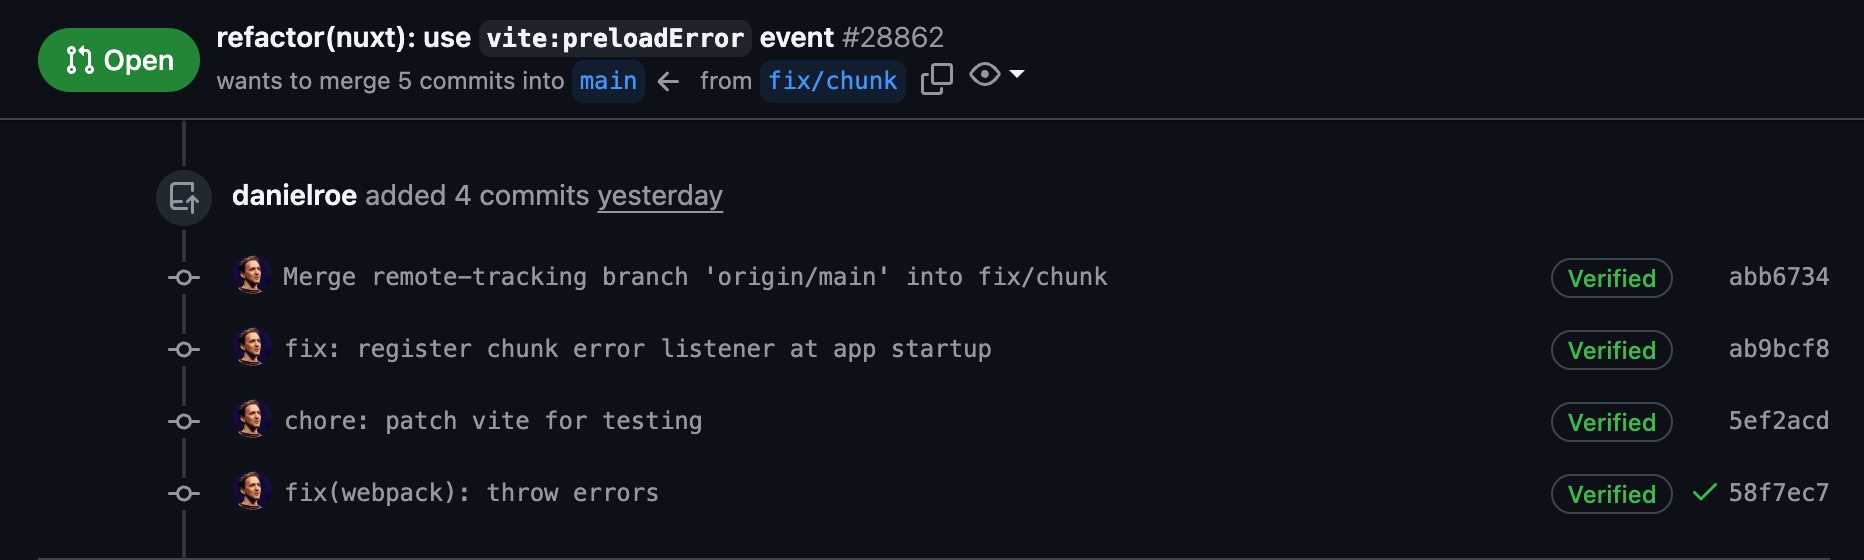 Open
refactor(nuxt): use vite:preloadError event #28862
wants to merge 5 commits into main ← from fix/chunk
danielroe added 4 commits yesterday
Merge remote-tracking branch 'origin/main' into fix/chunk Verified abb6734
fix: register chunk error listener at app startup Verified ab9bcf8
chore: patch vite for testing Verified 5ef2acd
fix(webpack): throw errors Verified 58f7ec7